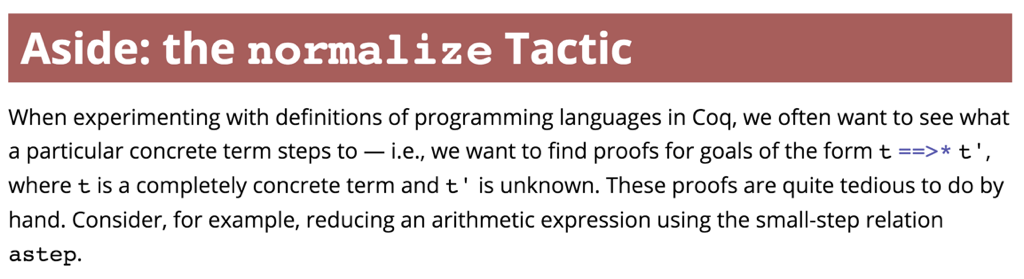 Aside: the normalize Tactic
When experimenting with definitions of programming languages in Coq, we often want to see what
a particular concrete term steps to — i.e., we want to find proofs for goals of the form t ==>* t',
where t is a completely concrete term and t' is unknown. These proofs are quite tedious to do by
hand. Consider, for example, reducing an arithmetic expression using the small-step relation
astep.